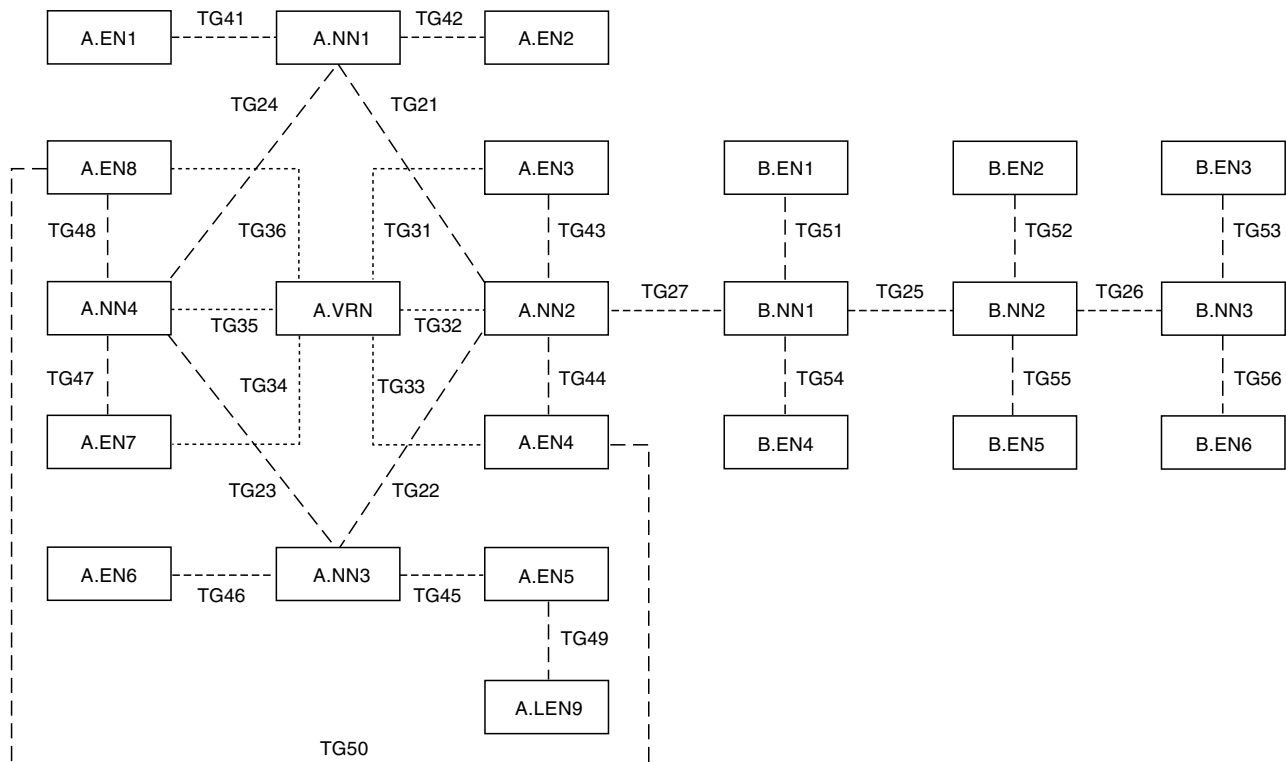 TG41
TG42
A.EN1
A.NN1
A.EN2
TG24
TG21
A.EN8
A.EN3
B.EN1
B.EN2
B.EN3
TG48
TG36
TG31
TG43
TG51
TG52
TG53
A.NN4
A.VRN
A.NN2
TG27
B.NN1
TG25
B.NN2
TG26
B.NN3
TG35
TG32
TG47
TG34
TG33
TG44
TG54
TG55
TG56
A.EN7
A.EN4
B.EN4
B.EN5
B.EN6
TG23
TG22
A.EN6
A.NN3
A.EN5
TG46
TG45
TG49
A.LEN9
TG50